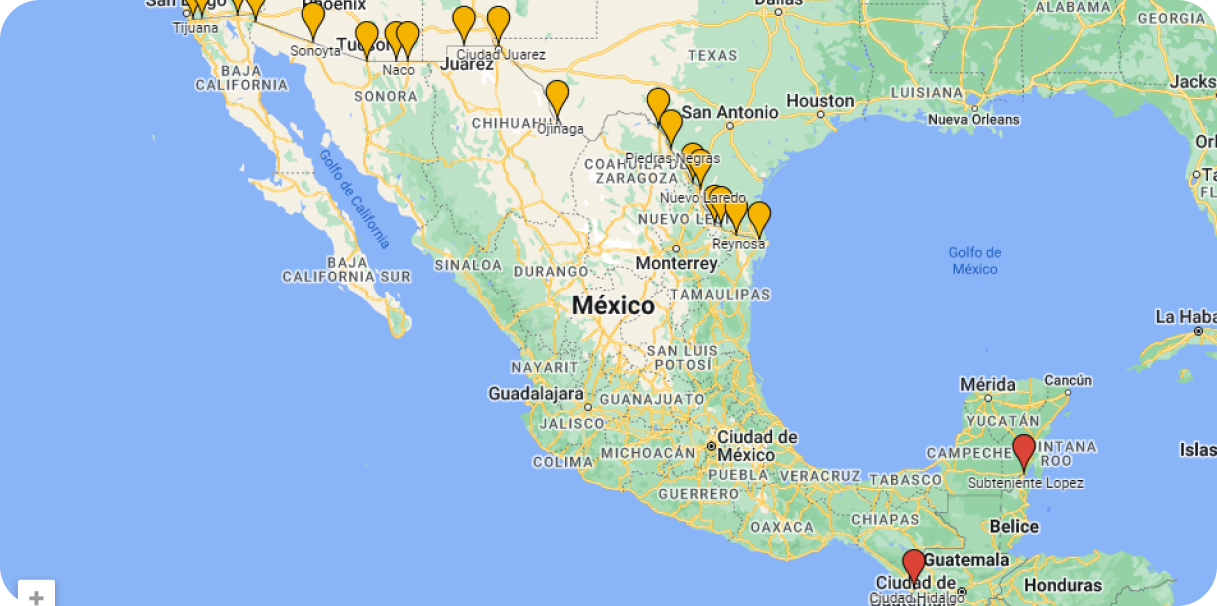 San Diego
Phoenix
Dallas
ALABAMA
GEORGIA
Tijuana
Sonoyta
Tucson
Ciudad Juarez
TEXAS
Juárez
Naco
BAJA
CALIFORNIA
SONORA
Jacks
LUISIANA
Houston
San Antonio
Nueva Orleans
CHIHUAHUA
Ojinaga
Orl
Golfo de California
Piedras Negras
COAHUILA DE
ZARAGOZA
Ta
FL
Nuevo Laredo
NUEVO LEÓN
Reynosa
Golfo de
México
BAJA
CALIFORNIA SUR
SINALOA
DURANGO
Monterrey
México
TAMAULIPAS
La Haba
SAN LUIS
POTOSÍ
NAYARIT
Guadalajara
GUANAJUATO
Mérida
Cancún
JALISCO
YUCATÁN
Ciudad de
México
COLIMA
MICHOACÁN
CAMPECHE
QUINTANA
ROO
Islas
PUEBLA
VERACRUZ
TABASCO
Subteniente Lopez
GUERRERO
OAXACA
CHIAPAS
Belice
Guatemala
Ciudad de
Guatemala
Ciudad Hidalgo
Honduras
+